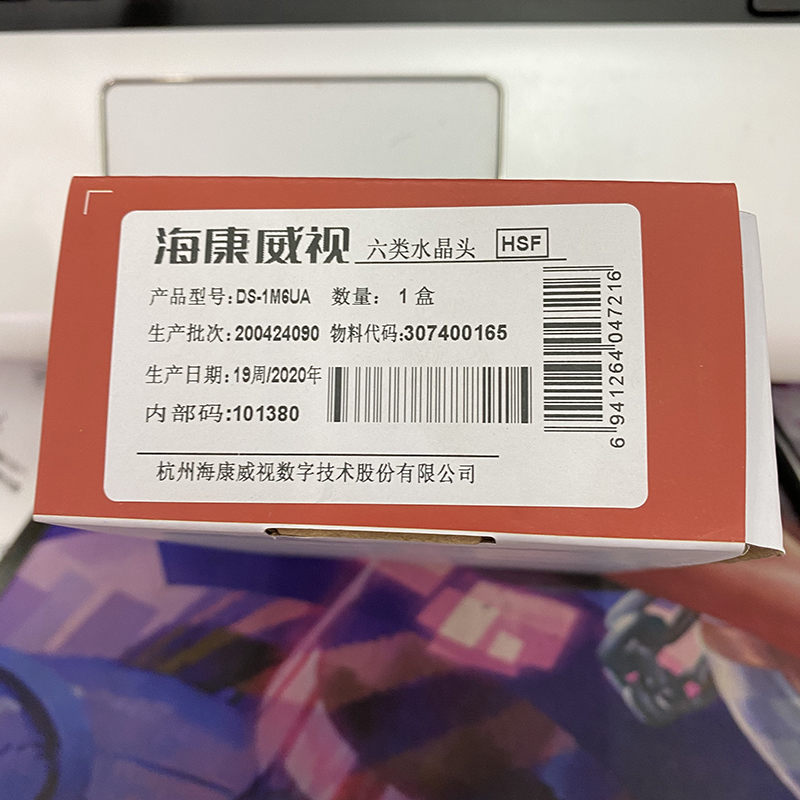 海康威视 六类水晶头 HSF
产品型号:DS-1M6UA 数量: 1盒
生产批次:200424090 物料代码:307400165
生产日期:19周/2020年
内部码:101380
杭州海康威视数字技术股份有限公司
6 941264 047216